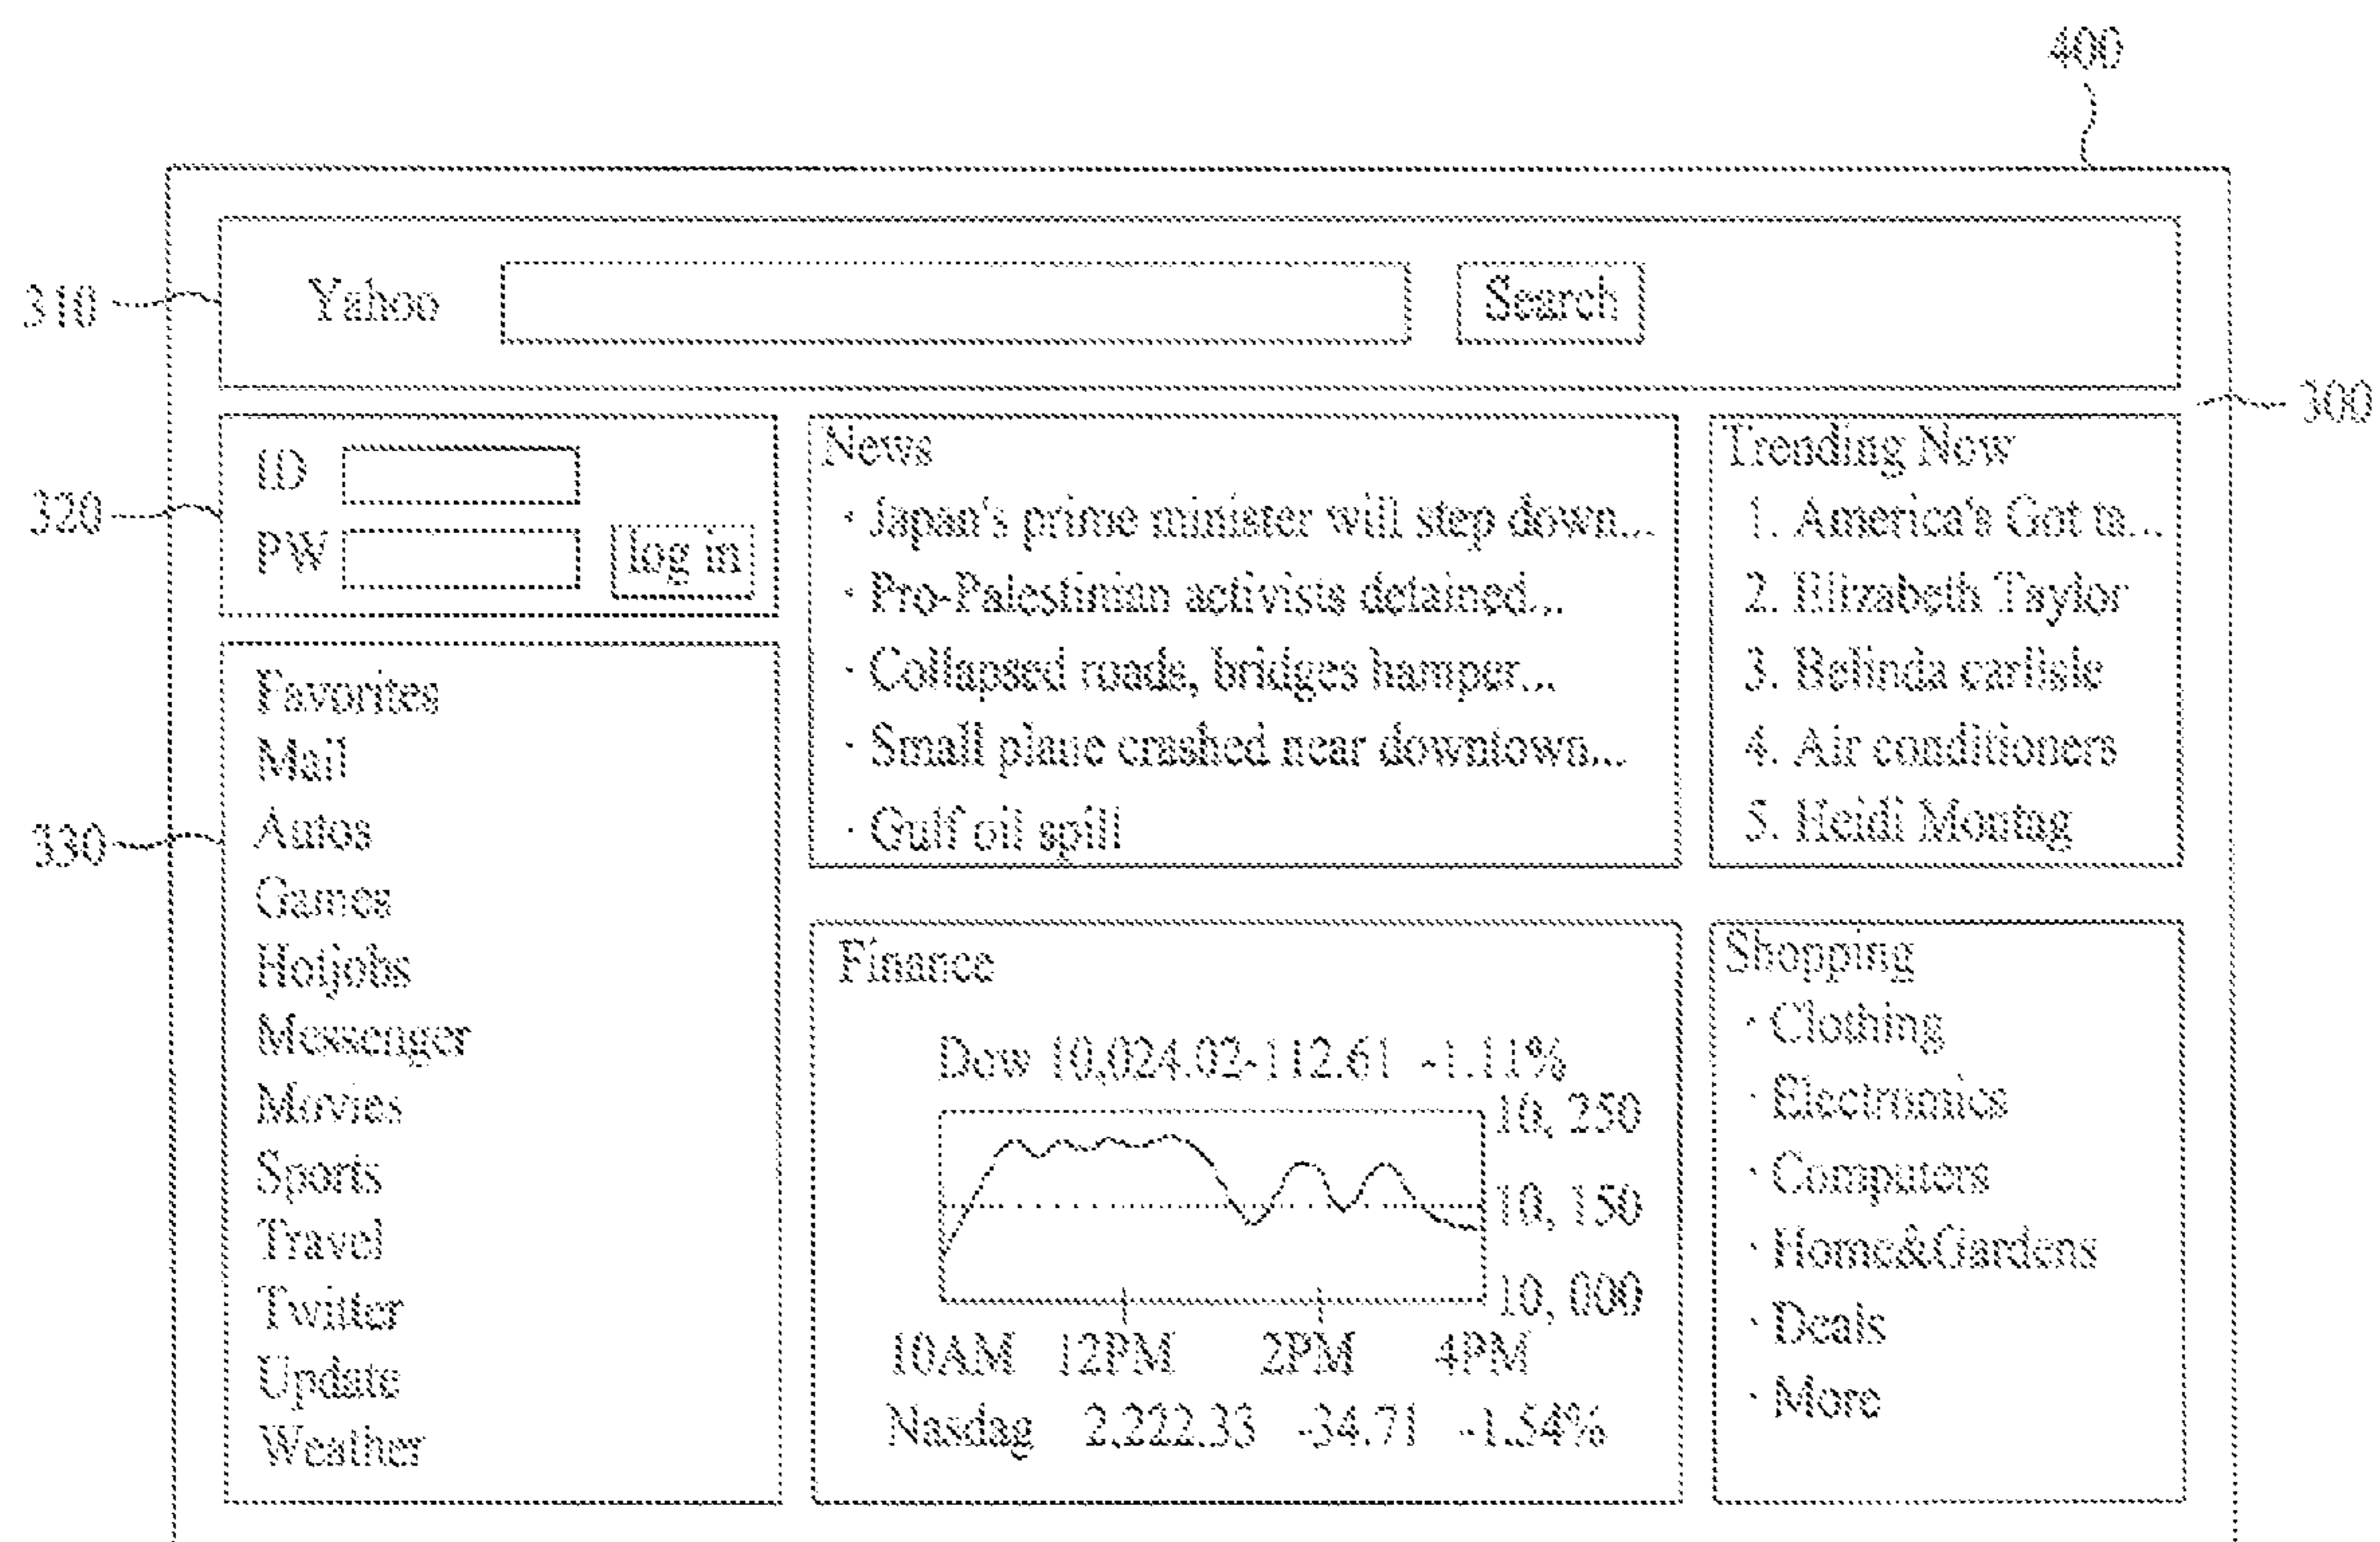 400
310
Yahoo
Search
300
320
ID
PW
log in
News
· Japan's prime minister will step down...
· Pro-Palestinian activists detained...
· Collapsed roads, bridges hamper...
· Small plane crashed near downtown...
· Gulf oil spill
Trending Now
1. America's Got ta...
2. Elizabeth Taylor
3. Belinda carlisle
4. Air conditioners
5. Heidi Montag
330
Favorites
Mail
Autos
Games
Hotjobs
Messenger
Movies
Sports
Travel
Twitter
Update
Weather
Finance
Dow 10,024.02-112.61 -1.11%
10, 250
10, 150
10, 000
10AM 12PM 2PM 4PM
Nasdag 2,222.33 -34.71 -1.54%
Shopping
· Clothing
· Electrumics
· Computers
· Home&Gardens
· Deals
· More